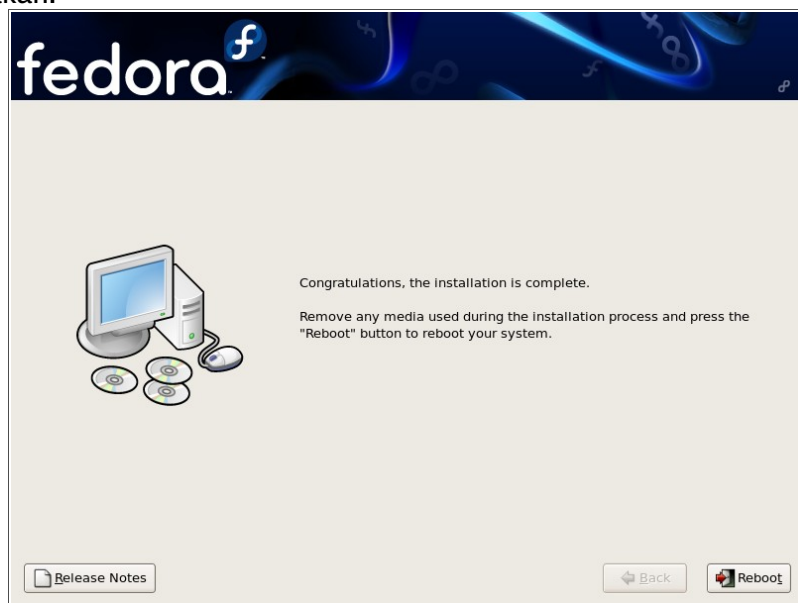 fedora
Congratulations, the installation is complete.
Remove any media used during the installation process and press the
"Reboot" button to reboot your system.
Release Notes
Back
Reboot